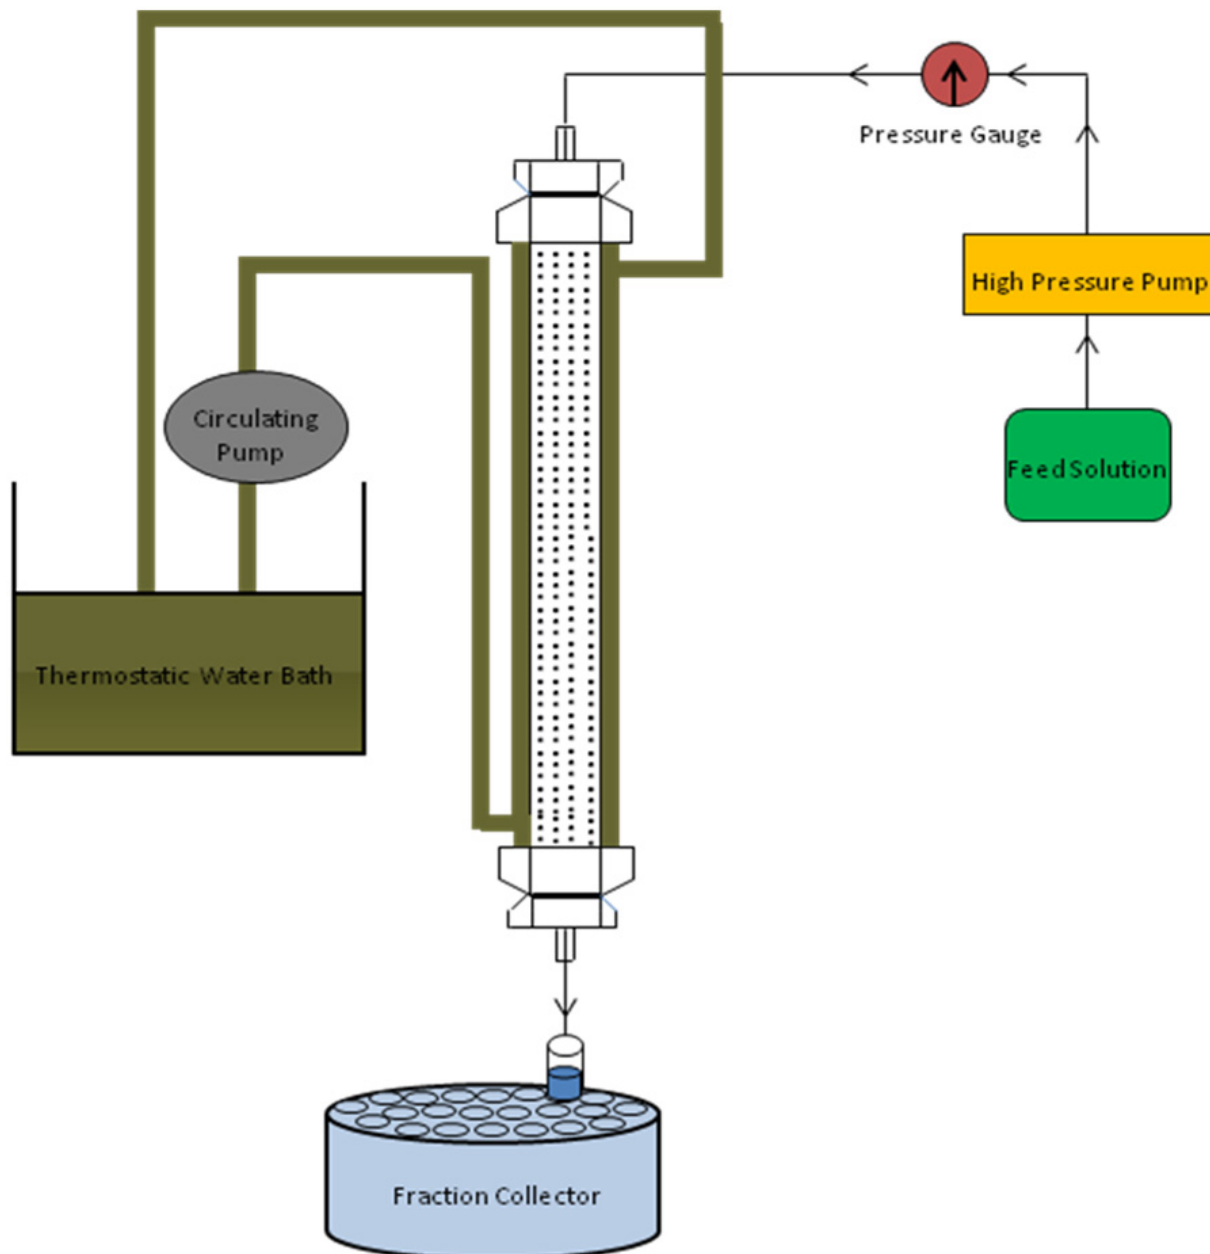 Pressure Gauge
High Pressure Pump
Circulating
Pump
Feed Solution
Thermostatic Water Bath
Fraction Collector